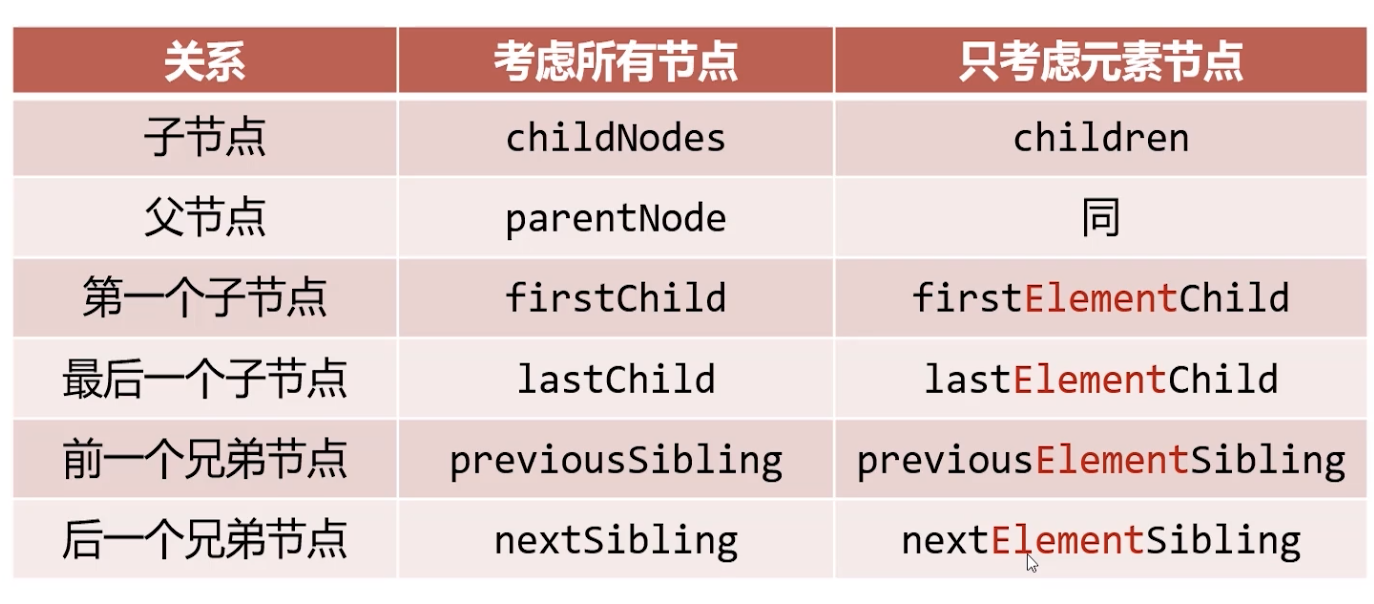 关系 考虑所有节点 只考虑元素节点
子节点 childNodes children
父节点 parentNode 同
第一个子节点 firstChild firstElementChild
最后一个子节点 lastChild lastElementChild
前一个兄弟节点 previousSibling previousElementSibling
后一个兄弟节点 nextSibling nextElementSibling